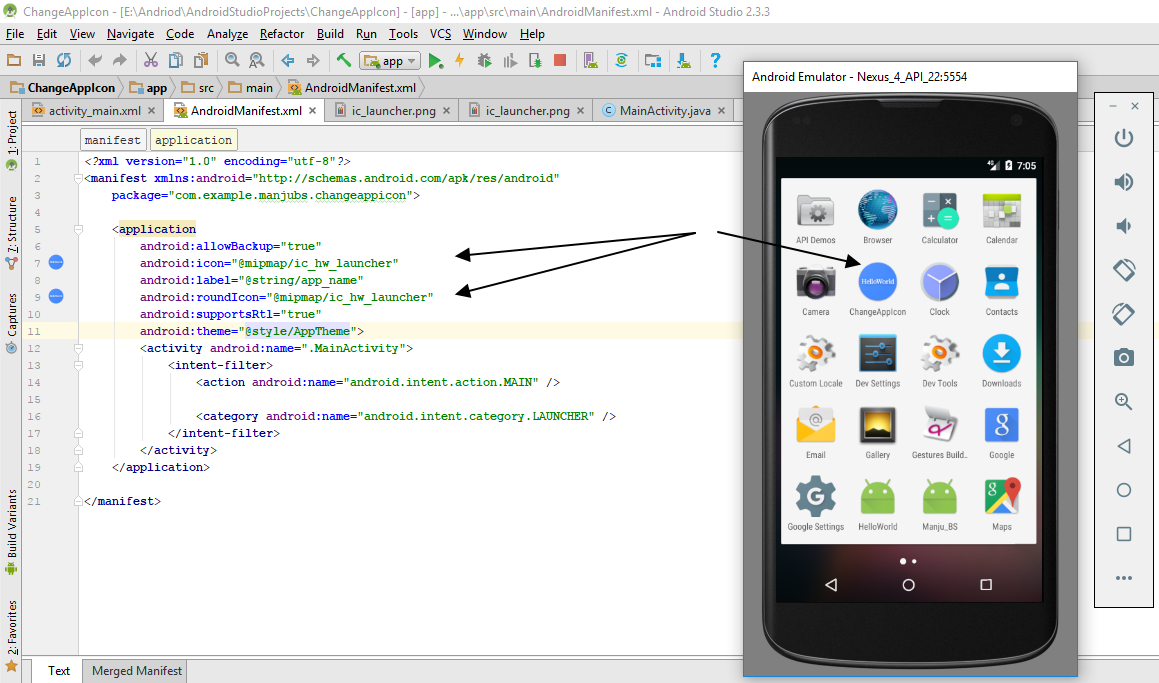 ChangeAppIcon - [E:\Andriod\AndroidStudioProjects\ChangeAppIcon] - [app] - ...\app\src\main\AndroidManifest.xml - Android Studio 2.3.3
File Edit View Navigate Code Analyze Refactor Build Run Tools VCS Window Help
app
ChangeAppIcon app src main AndroidManifest.xml
activity_main.xml AndroidManifest.xml ic_launcher.png ic_launcher.png MainActivity.java
manifest application
1: Project
7: Structure
Captures
Build Variants
2: Favorites
1 <?xml version="1.0" encoding="utf-8"?>
2 <manifest xmlns:android="http://schemas.android.com/apk/res/android"
3 package="com.example.manjubs.changeappicon">
4
5 <application
6 android:allowBackup="true"
7 android:icon="@mipmap/ic_hw_launcher"
8 android:label="@string/app_name"
9 android:roundIcon="@mipmap/ic_hw_launcher"
10 android:supportsRtl="true"
11 android:theme="@style/AppTheme">
12 <activity android:name=".MainActivity">
13 <intent-filter>
14 <action android:name="android.intent.action.MAIN" />
15
16 <category android:name="android.intent.category.LAUNCHER" />
17 </intent-filter>
18 </activity>
19 </application>
20
21 </manifest>
Text Merged Manifest
Android Emulator - Nexus_4_API_22:5554
4G 7:05
API Demos Browser Calculator Calendar
HelloWorld
Camera ChangeAppIcon Clock Contacts
Custom Locale Dev Settings Dev Tools Downloads
Email Gallery Gestures Build.. Google
Google Settings HelloWorld Manju_BS Maps